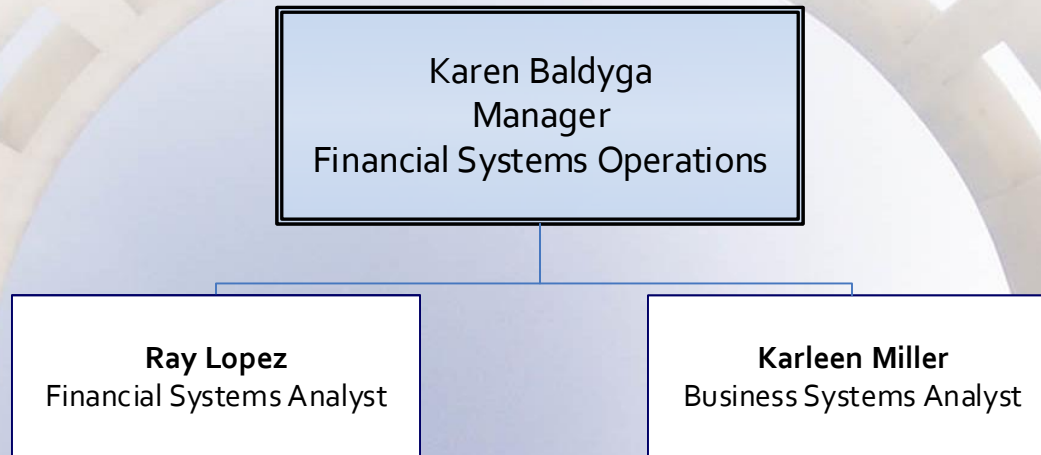 Karen Baldyga
Manager
Financial Systems Operations
Ray Lopez
Financial Systems Analyst
Karleen Miller
Business Systems Analyst